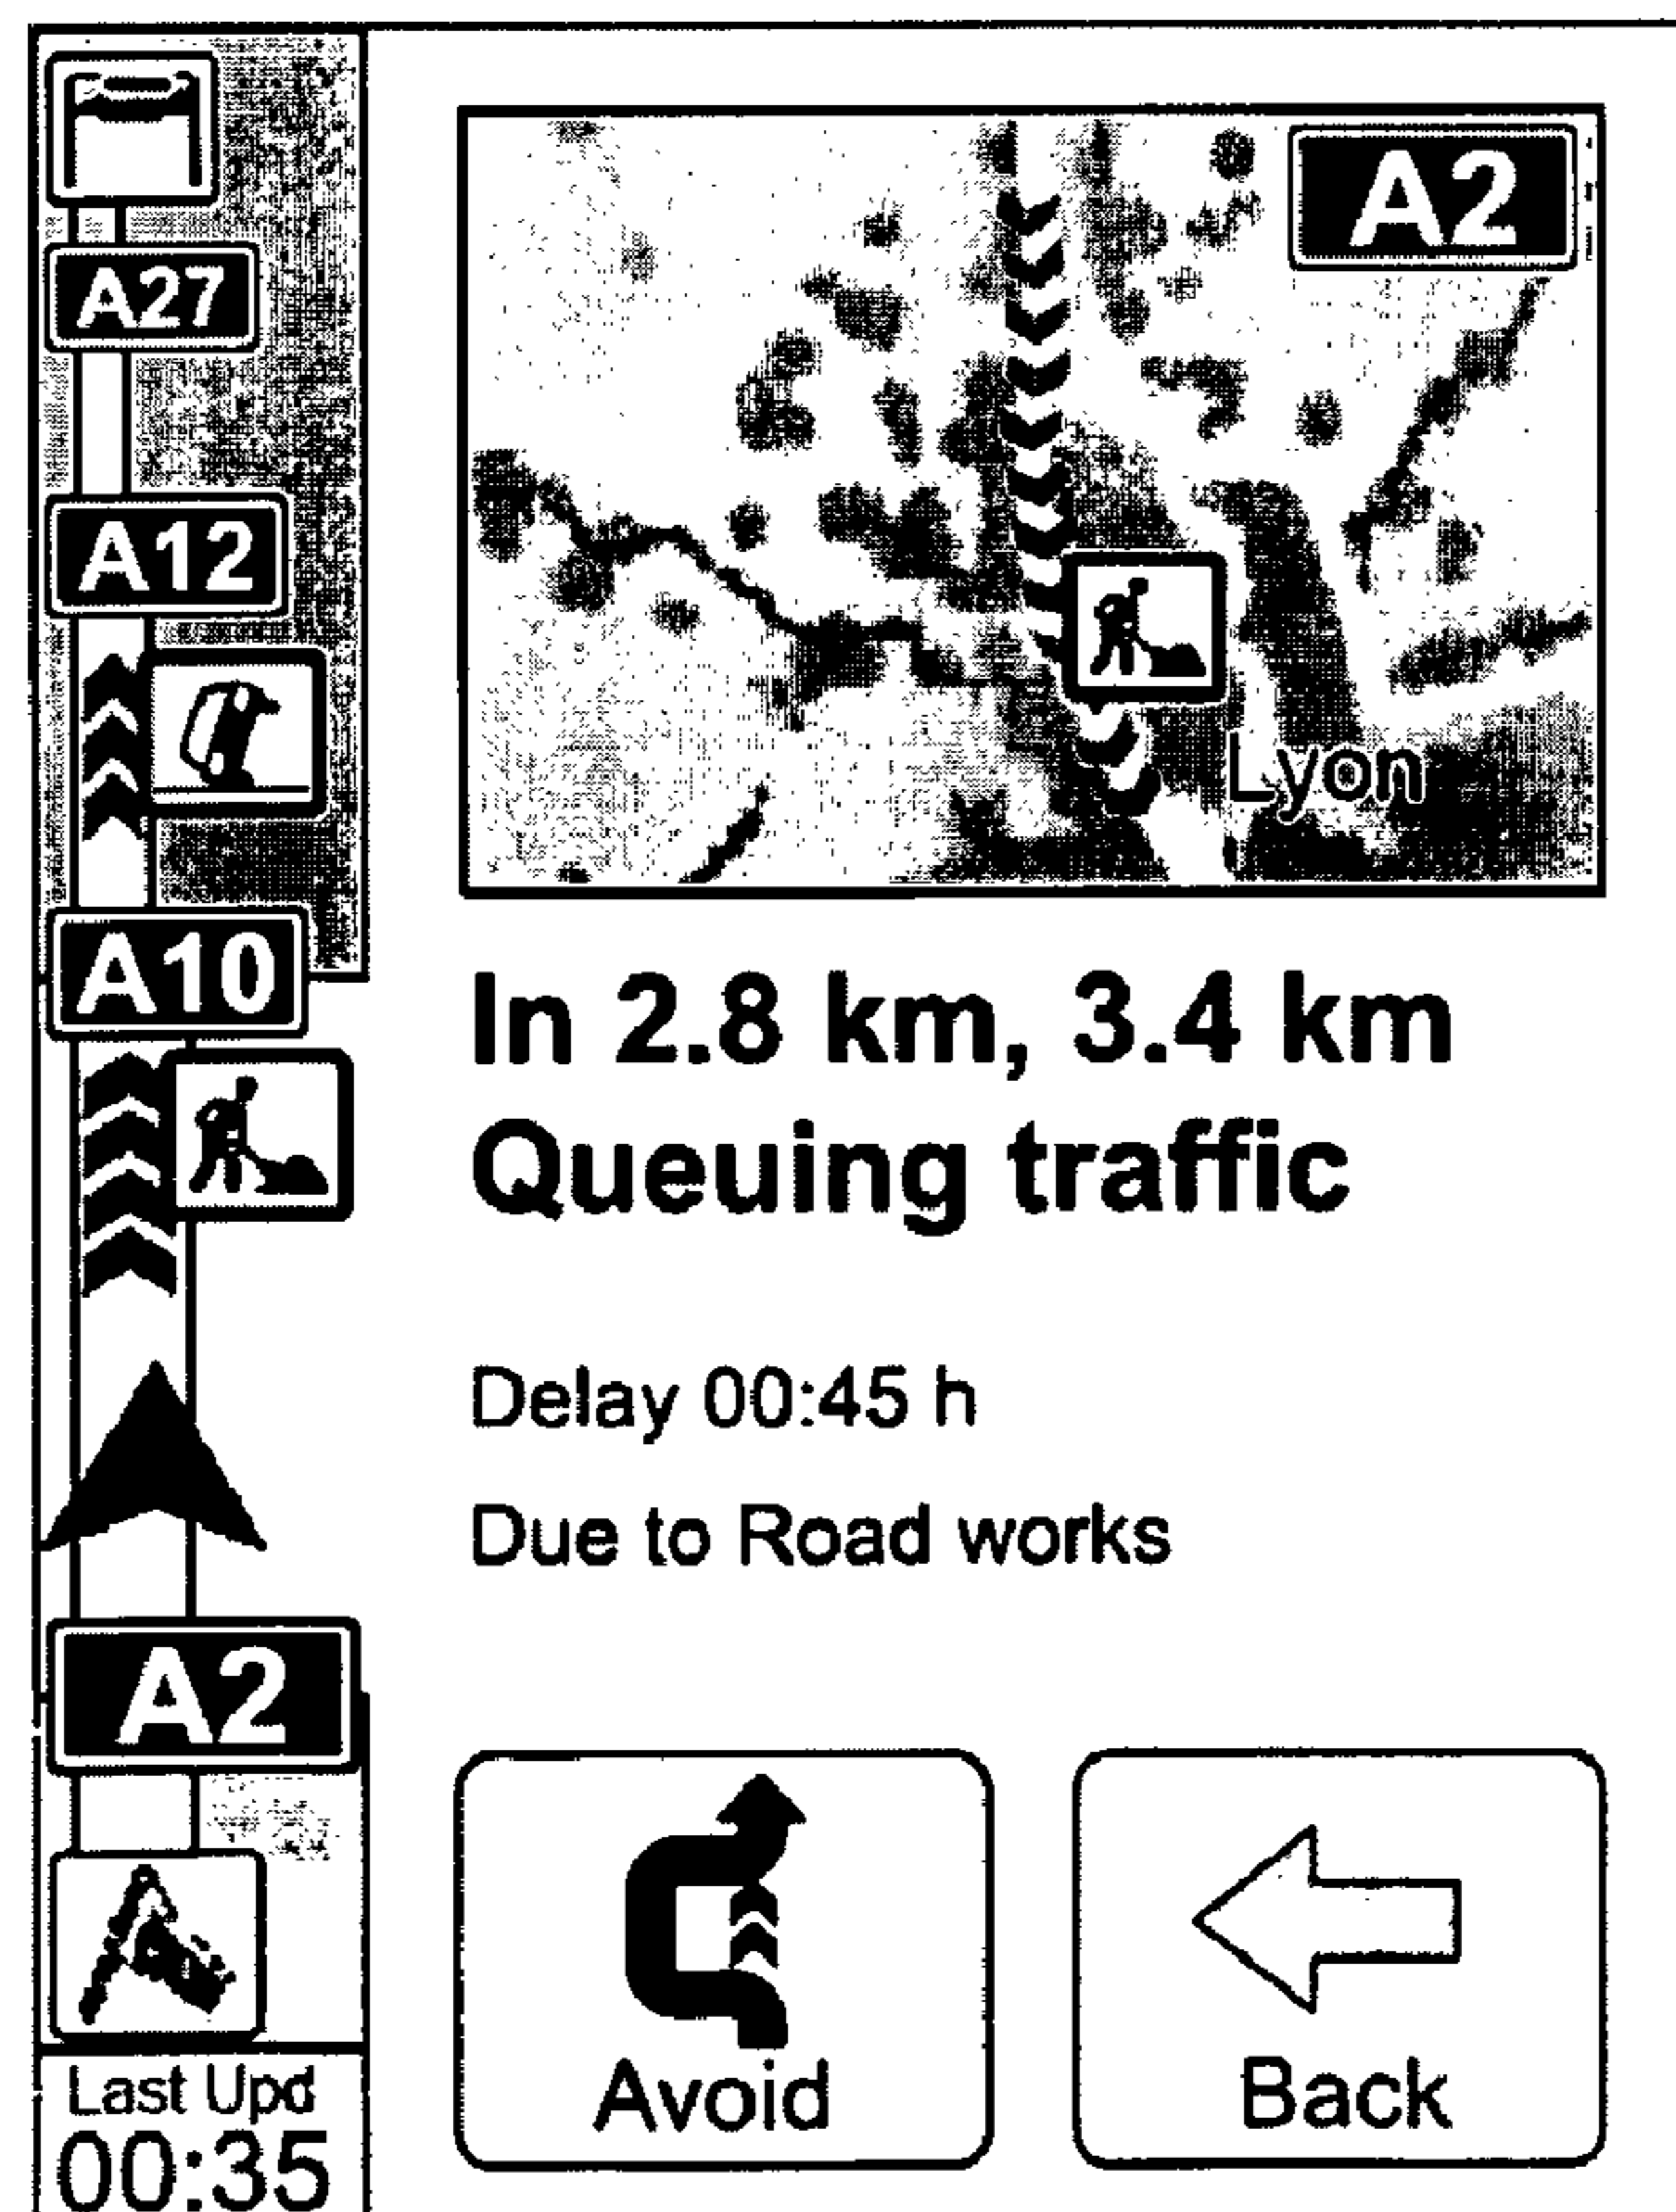 A27
A12
A10
A2
Last Upd
00:35
A2
Lyon
In 2.8 km, 3.4 km
Queuing traffic
Delay 00:45 h
Due to Road works
Avoid
Back